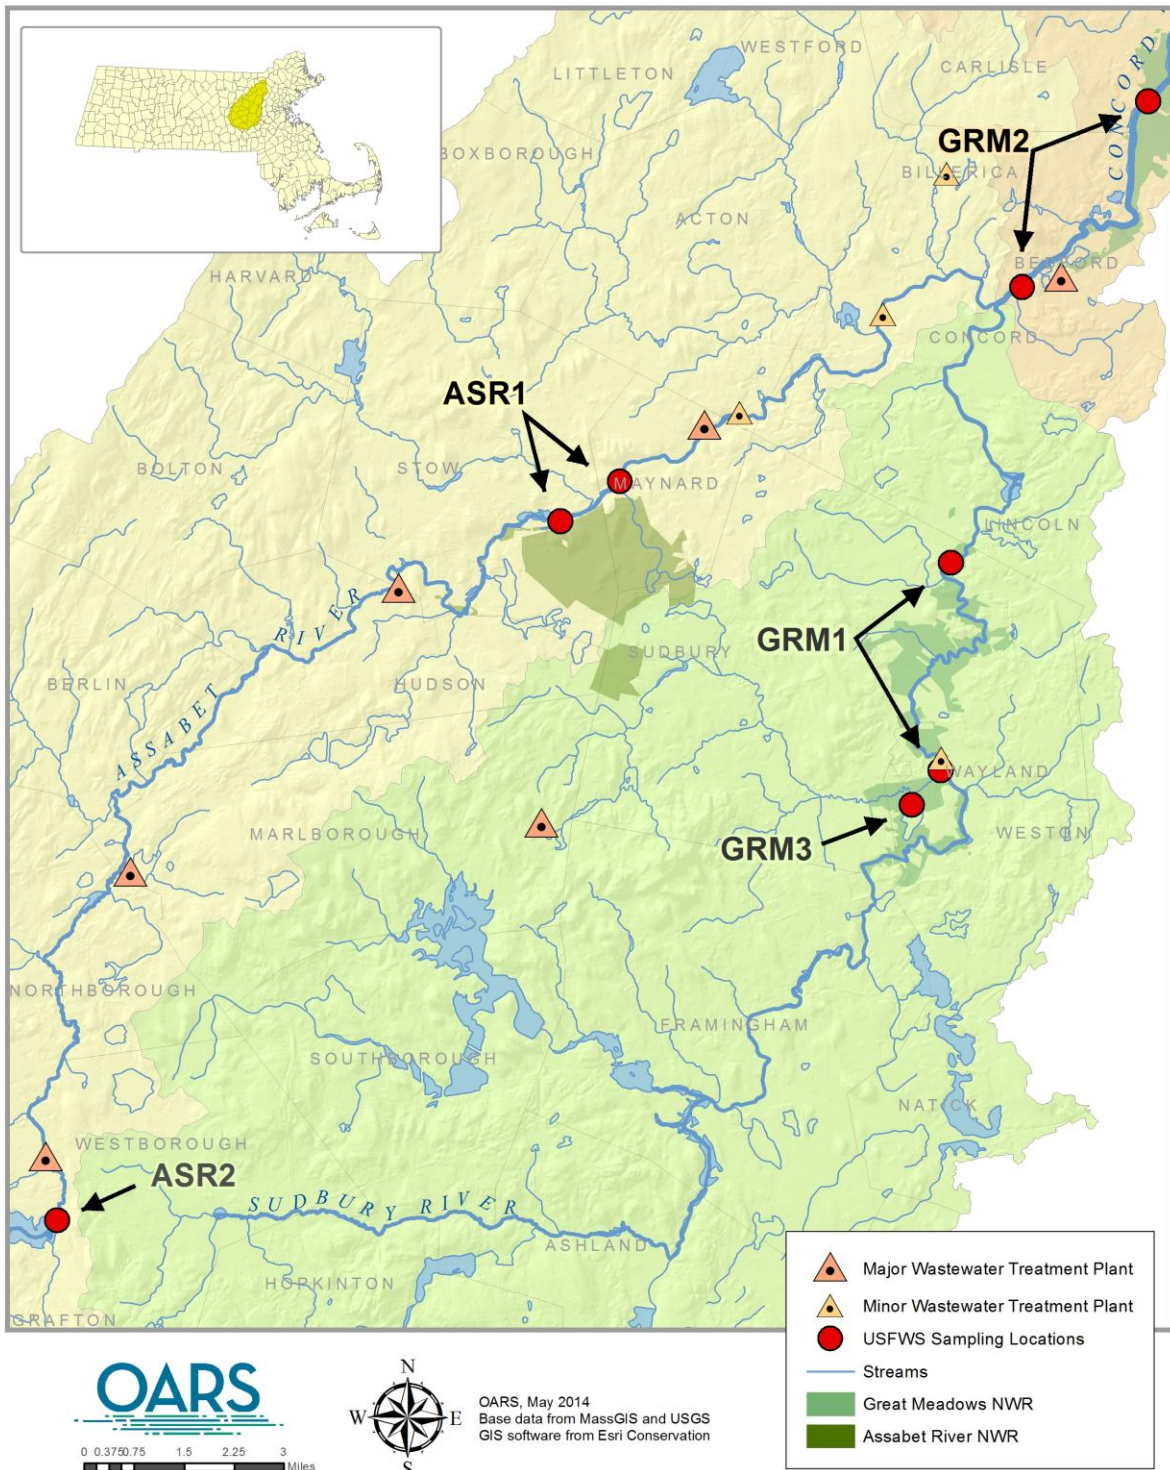 WESTFORD
CARLISLE
LITTLETON
CONCORD
GRM2
BOXBOROUGH
BILLERICA
ACTON
HARVARD
BEDFORD
CONCORD
ASR1
BOLTON
STOW
MAYNARD
LINCOLN
ASSABET RIVER
GRM1
SUDBURY
BERLIN
HUDSON
WAYLAND
MARLBOROUGH
GRM3
WESTON
NORTHBOROUGH
FRAMINGHAM
SOUTHBOROUGH
NATICK
WESTBOROUGH
ASR2
SUDBURY RIVER
ASHLAND
HOPKINTON
GRAFTON
Major Wastewater Treatment Plant
Minor Wastewater Treatment Plant
USFWS Sampling Locations
Streams
Great Meadows NWR
Assabet River NWR
OARS
0 0.375 0.75 1.5 2.25 3
Miles
N
W E
S
OARS, May 2014
Base data from MassGIS and USGS
GIS software from Esri Conservation